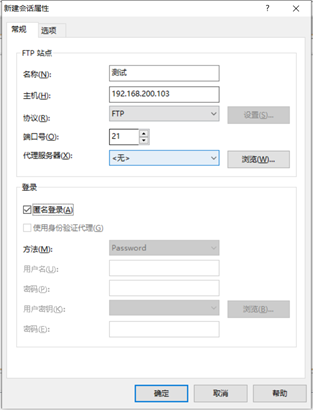 新建会话属性
常规 选项
FTP 站点
名称(N): 测试
主机(H): 192.168.200.103
协议(R): FTP 设置(S)...
端口号(O): 21
代理服务器(X): <无> 浏览(W)...
登录
匿名登录(A)
使用身份验证代理(G)
方法(M): Password
用户名(U):
密码(P):
用户密钥(K): 浏览(B)...
密码(E):
确定 取消 帮助